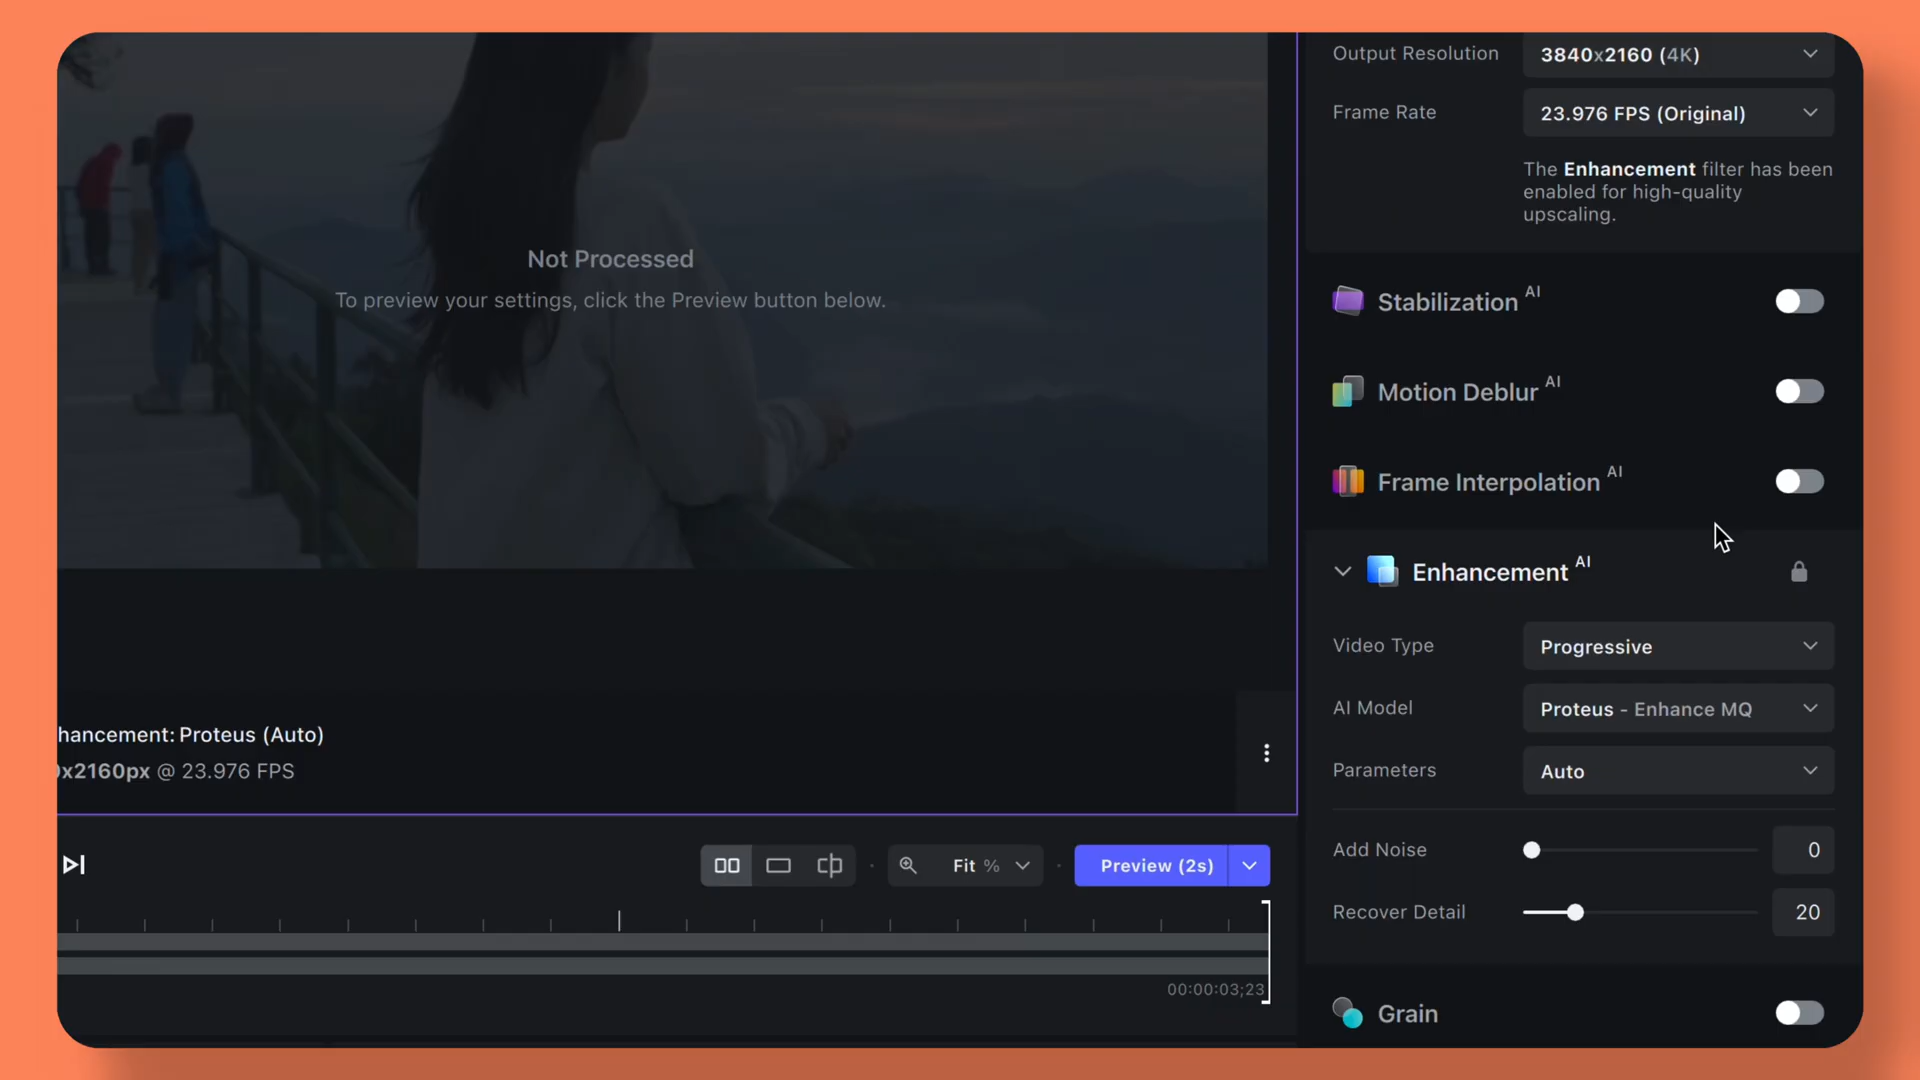 Output Resolution
3840x2160 (4K)
Frame Rate
23.976 FPS (Original)
The Enhancement filter has been
enabled for high-quality
upscaling.
Not Processed
To preview your settings, click the Preview button below.
Stabilization AI
Motion Deblur AI
Frame Interpolation AI
Enhancement AI
Video Type
Progressive
AI Model
Proteus - Enhance MQ
Parameters
Auto
Add Noise
0
Recover Detail
20
Grain
hancement: Proteus (Auto)
x2160px @ 23.976 FPS
Fit %
Preview (2s)
00:00:03;23